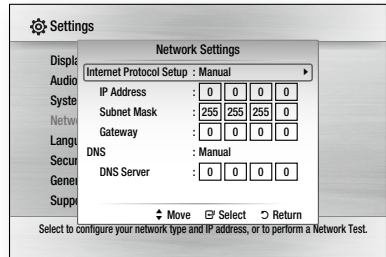 Settings
Network Settings
Internet Protocol Setup : Manual
IP Address : 0 0 0 0
Subnet Mask : 255 255 255 0
Gateway : 0 0 0 0
DNS : Manual
DNS Server : 0 0 0 0
Displa
Audio
Syste
Netw
Langu
Secur
Gener
Suppo
Move Select Return
Select to configure your network type and IP address, or to perform a Network Test.